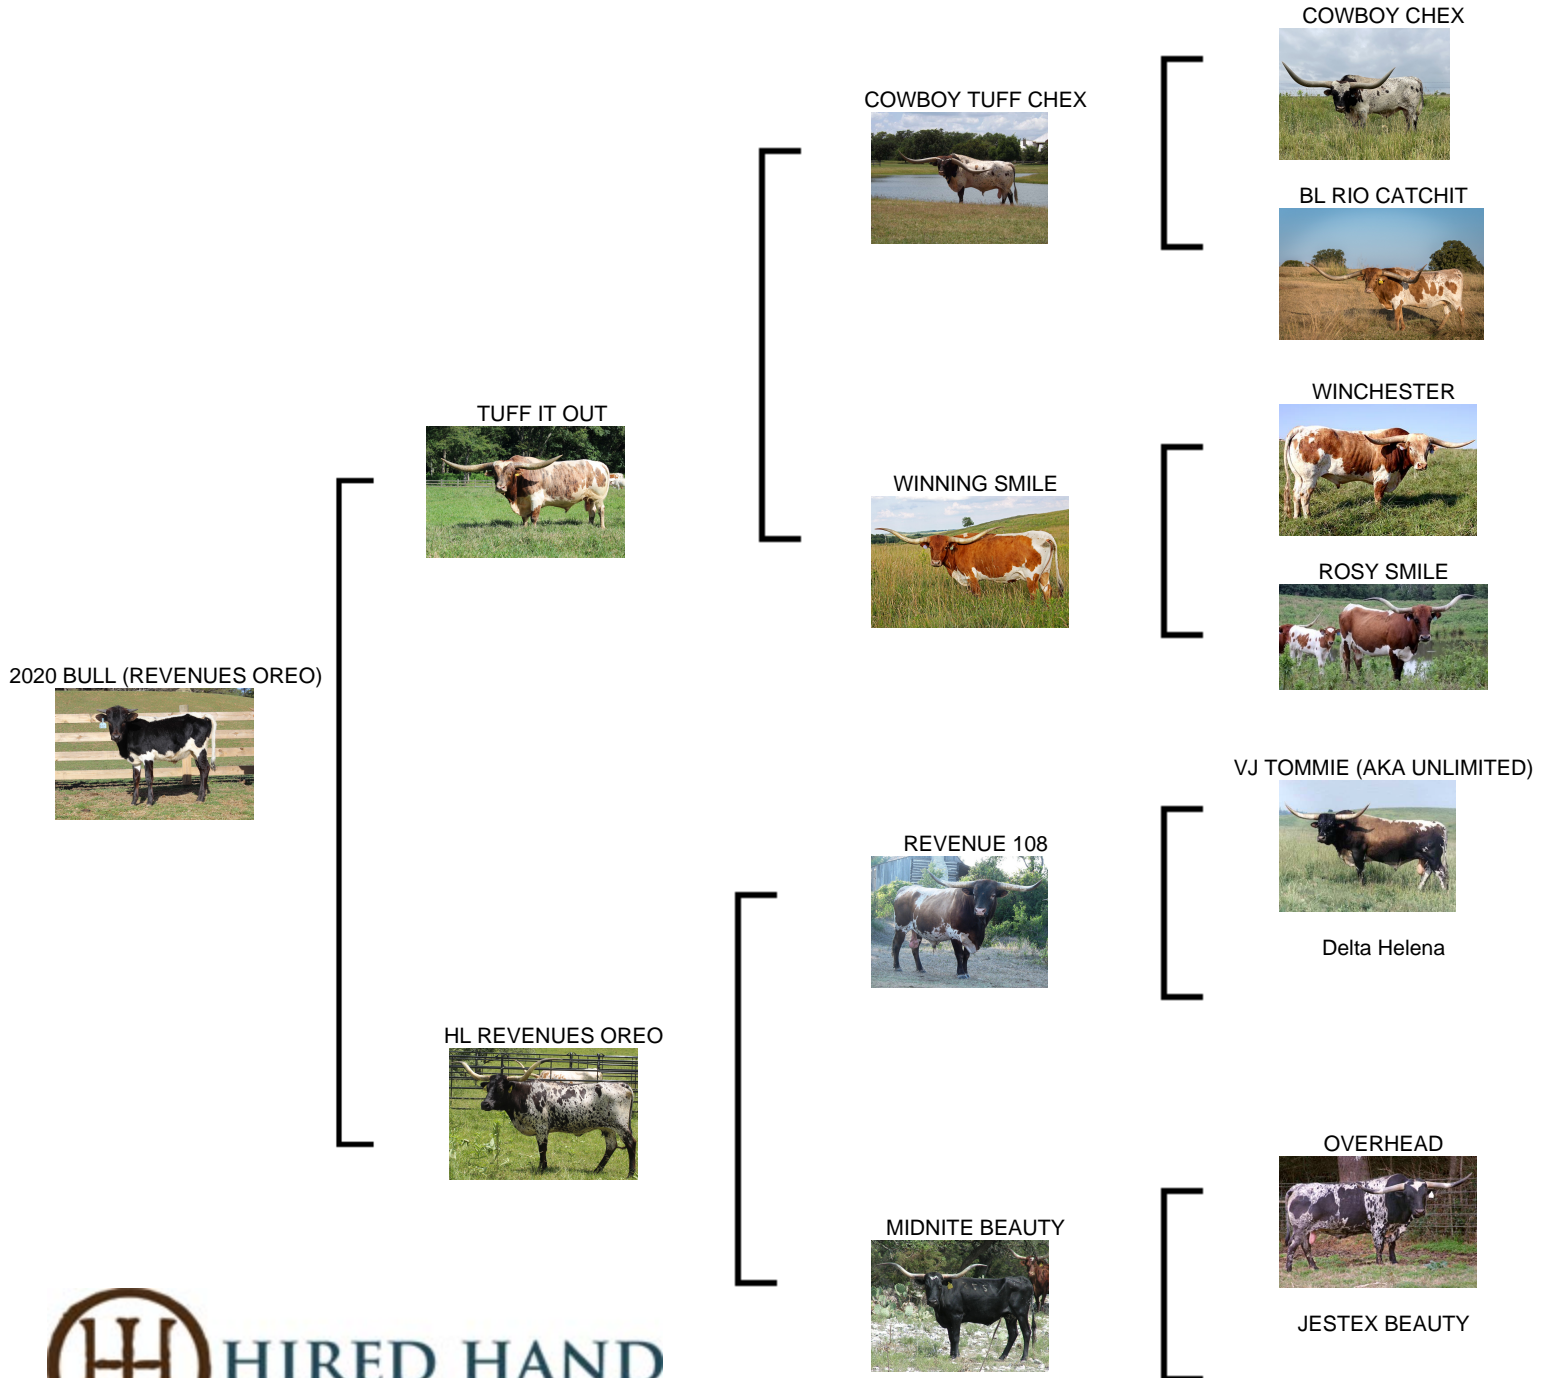 COWBOY CHEX
COWBOY TUFF CHEX
BL RIO CATCHIT
WINCHESTER
TUFF IT OUT
WINNING SMILE
ROSY SMILE
2020 BULL (REVENUES OREO)
VJ TOMMIE (AKA UNLIMITED)
REVENUE 108
Delta Helena
HL REVENUES OREO
OVERHEAD
MIDNITE BEAUTY
JESTEX BEAUTY
HIRED HAND